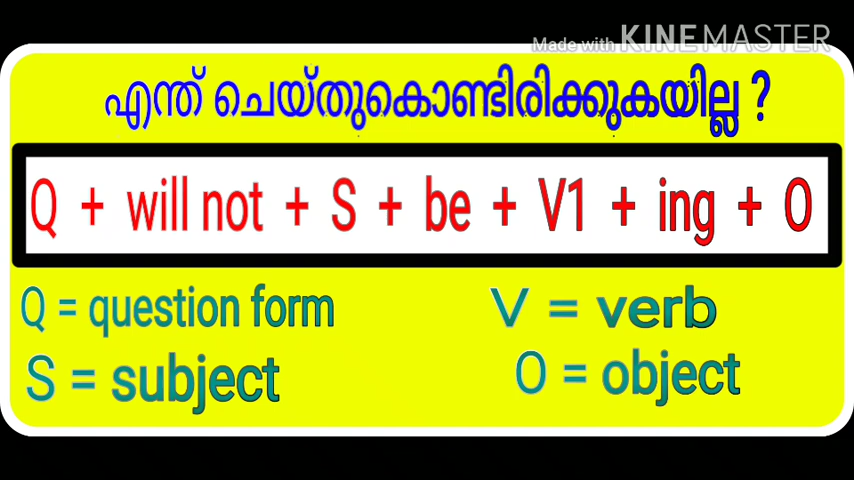 Made with KINEMASTER
എന്ത് ചെയ്തുകൊണ്ടിരിക്കുകയില്ല ?
Q + will not + S + be + V1 + ing + O
Q = question form V = verb
S = subject O = object